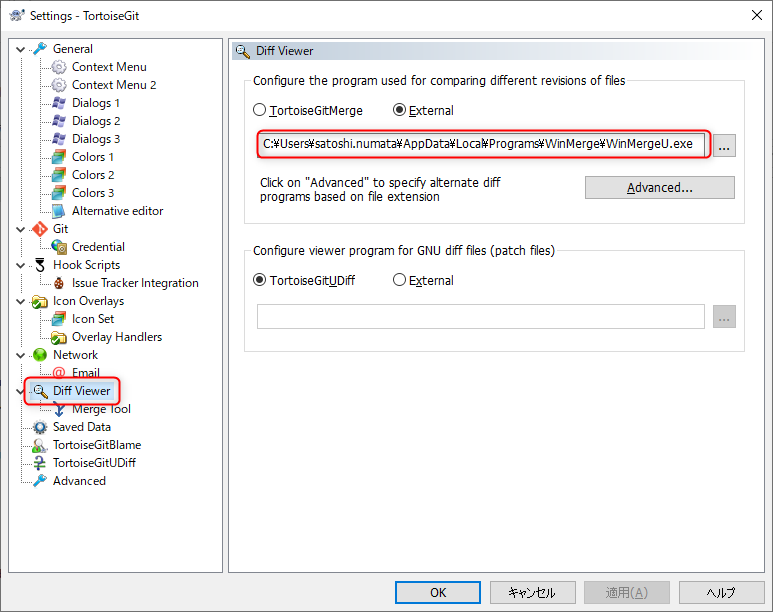 Settings - TortoiseGit
General
Context Menu
Context Menu 2
Dialogs 1
Dialogs 2
Dialogs 3
Colors 1
Colors 2
Colors 3
Alternative editor
Git
Credential
Hook Scripts
Issue Tracker Integration
Icon Overlays
Icon Set
Overlay Handlers
Network
Email
Diff Viewer
Merge Tool
Saved Data
TortoiseGitBlame
TortoiseGitUDiff
Advanced
Diff Viewer
Configure the program used for comparing different revisions of files
TortoiseGitMerge
External
C:¥Users¥satoshi.numata¥AppData¥Local¥Programs¥WinMerge¥WinMergeU.exe
...
Click on "Advanced" to specify alternate diff
programs based on file extension
Advanced...
Configure viewer program for GNU diff files (patch files)
TortoiseGitUDiff
External
...
OK
キャンセル
適用(A)
ヘルプ